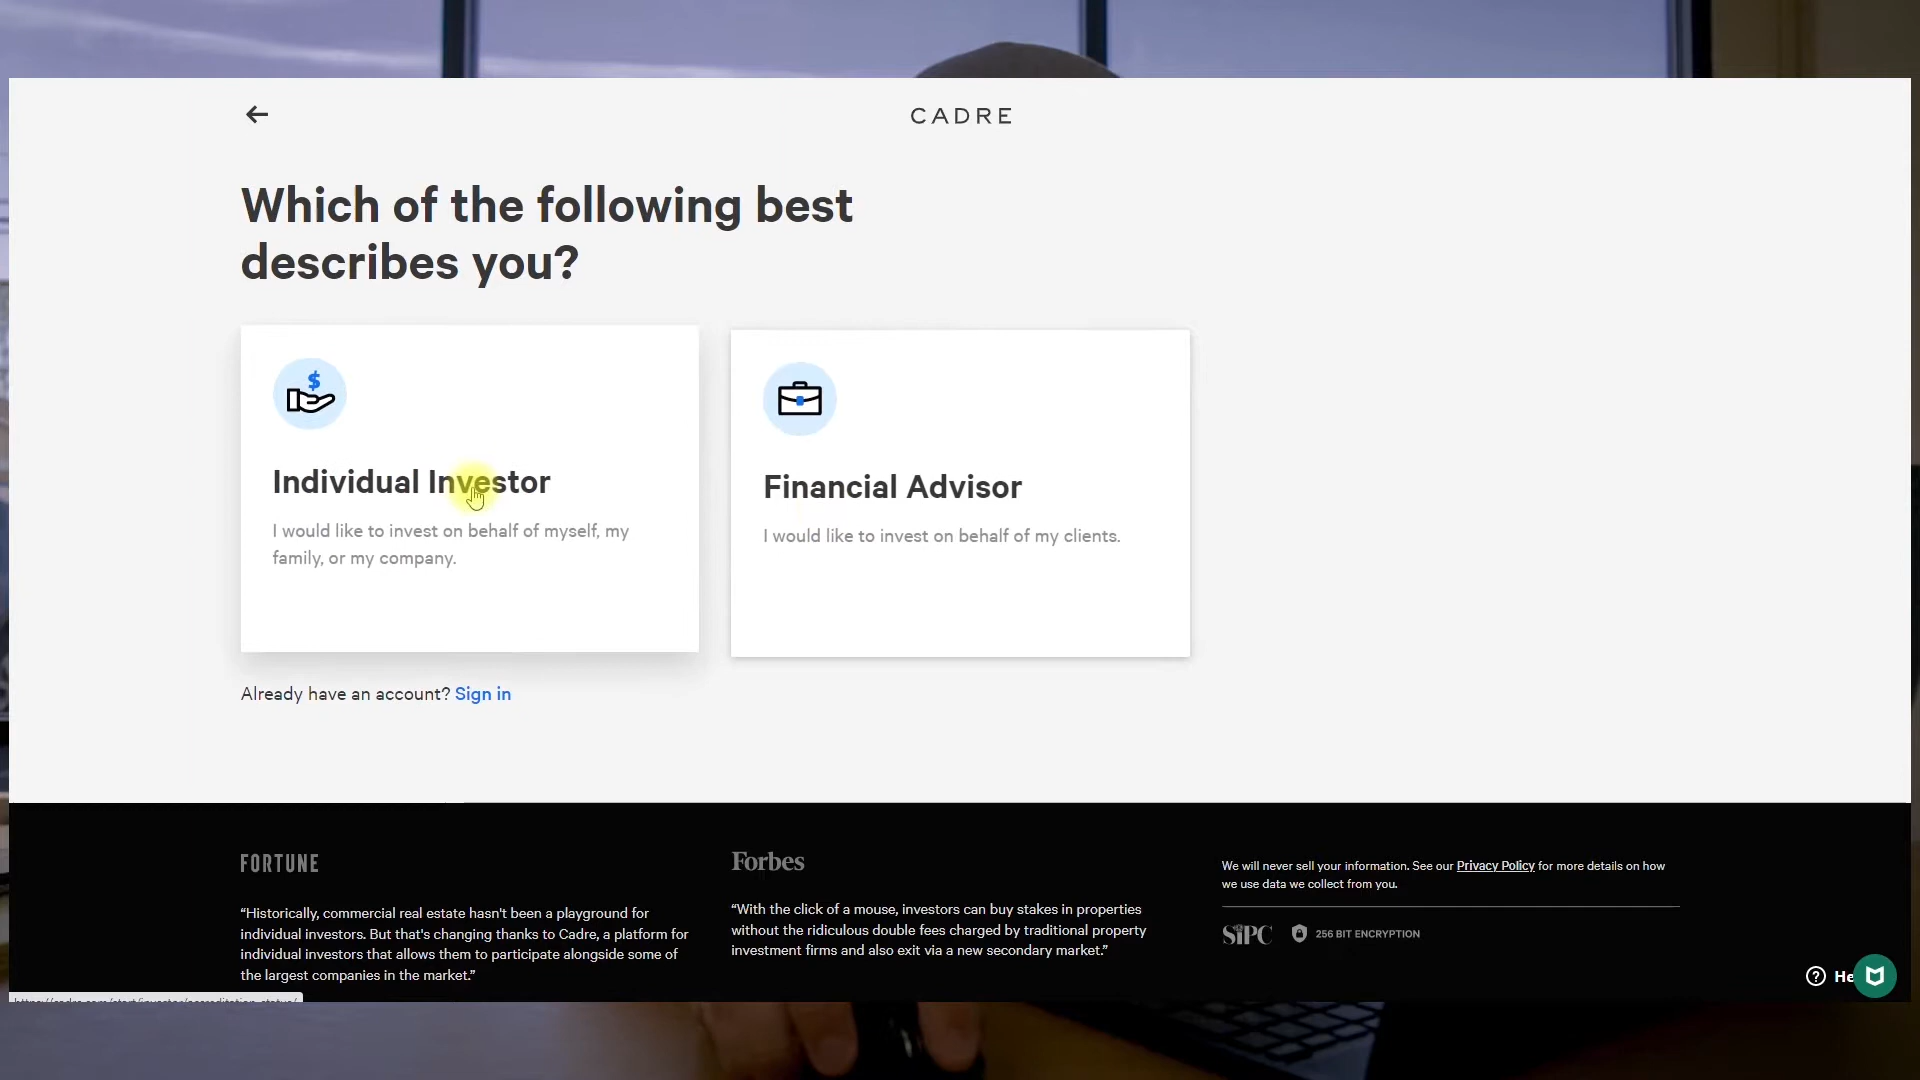 CADRE
Which of the following best
describes you?
$
Individual Investor
I would like to invest on behalf of myself, my
family, or my company.
Financial Advisor
I would like to invest on behalf of my clients.
Already have an account? Sign in
FORTUNE
“Historically, commercial real estate hasn't been a playground for
individual investors. But that's changing thanks to Cadre, a platform for
individual investors that allows them to participate alongside some of
the largest companies in the market.”
Forbes
“With the click of a mouse, investors can buy stakes in properties
without the ridiculous double fees charged by traditional property
investment firms and also exit via a new secondary market.”
We will never sell your information. See our Privacy Policy for more details on how
we use data we collect from you.
SiPC
256 BIT ENCRYPTION
? He